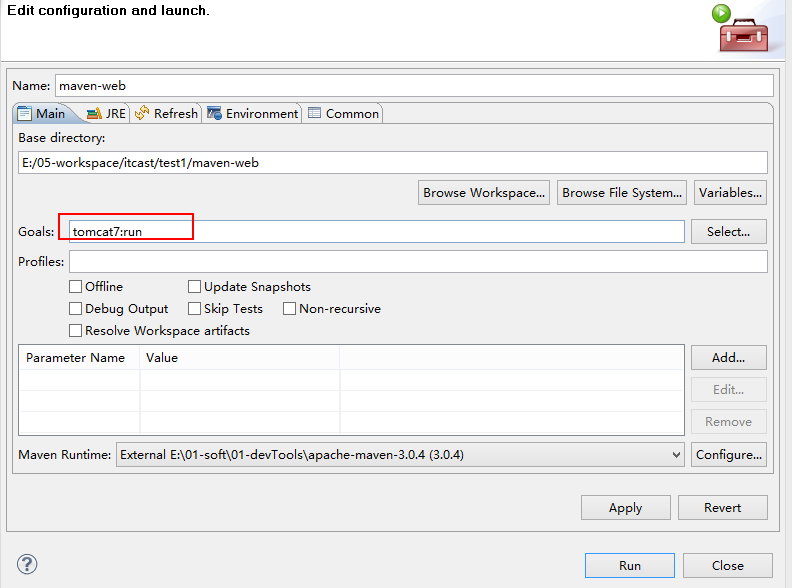 Edit configuration and launch.
Name: maven-web
Main JRE Refresh Environment Common
Base directory:
E:/05-workspace/itcast/test1/maven-web
Browse Workspace... Browse File System... Variables...
Goals: tomcat7:run Select...
Profiles:
Offline Update Snapshots
Debug Output Skip Tests Non-recursive
Resolve Workspace artifacts
Parameter Name Value Add...
Edit...
Remove
Maven Runtime: External E:\01-soft\01-devTools\apache-maven-3.0.4 (3.0.4) Configure...
Apply Revert
? Run Close